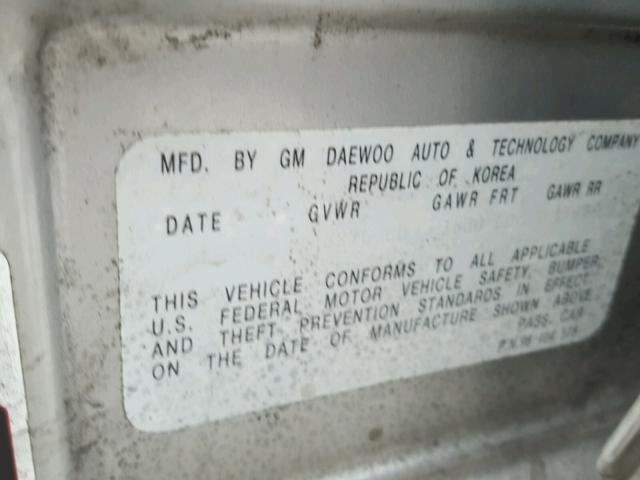 MFD. BY GM DAEWOO AUTO & TECHNOLOGY COMPANY
REPUBLIC OF KOREA
DATE GVWR GAWR FRT GAWR RR
THIS VEHICLE CONFORMS TO ALL APPLICABLE
U.S. FEDERAL MOTOR VEHICLE SAFETY, BUMPER,
AND THEFT PREVENTION STANDARDS IN EFFECT
ON THE DATE OF MANUFACTURE SHOWN ABOVE.
PASS. CAR
P.N.